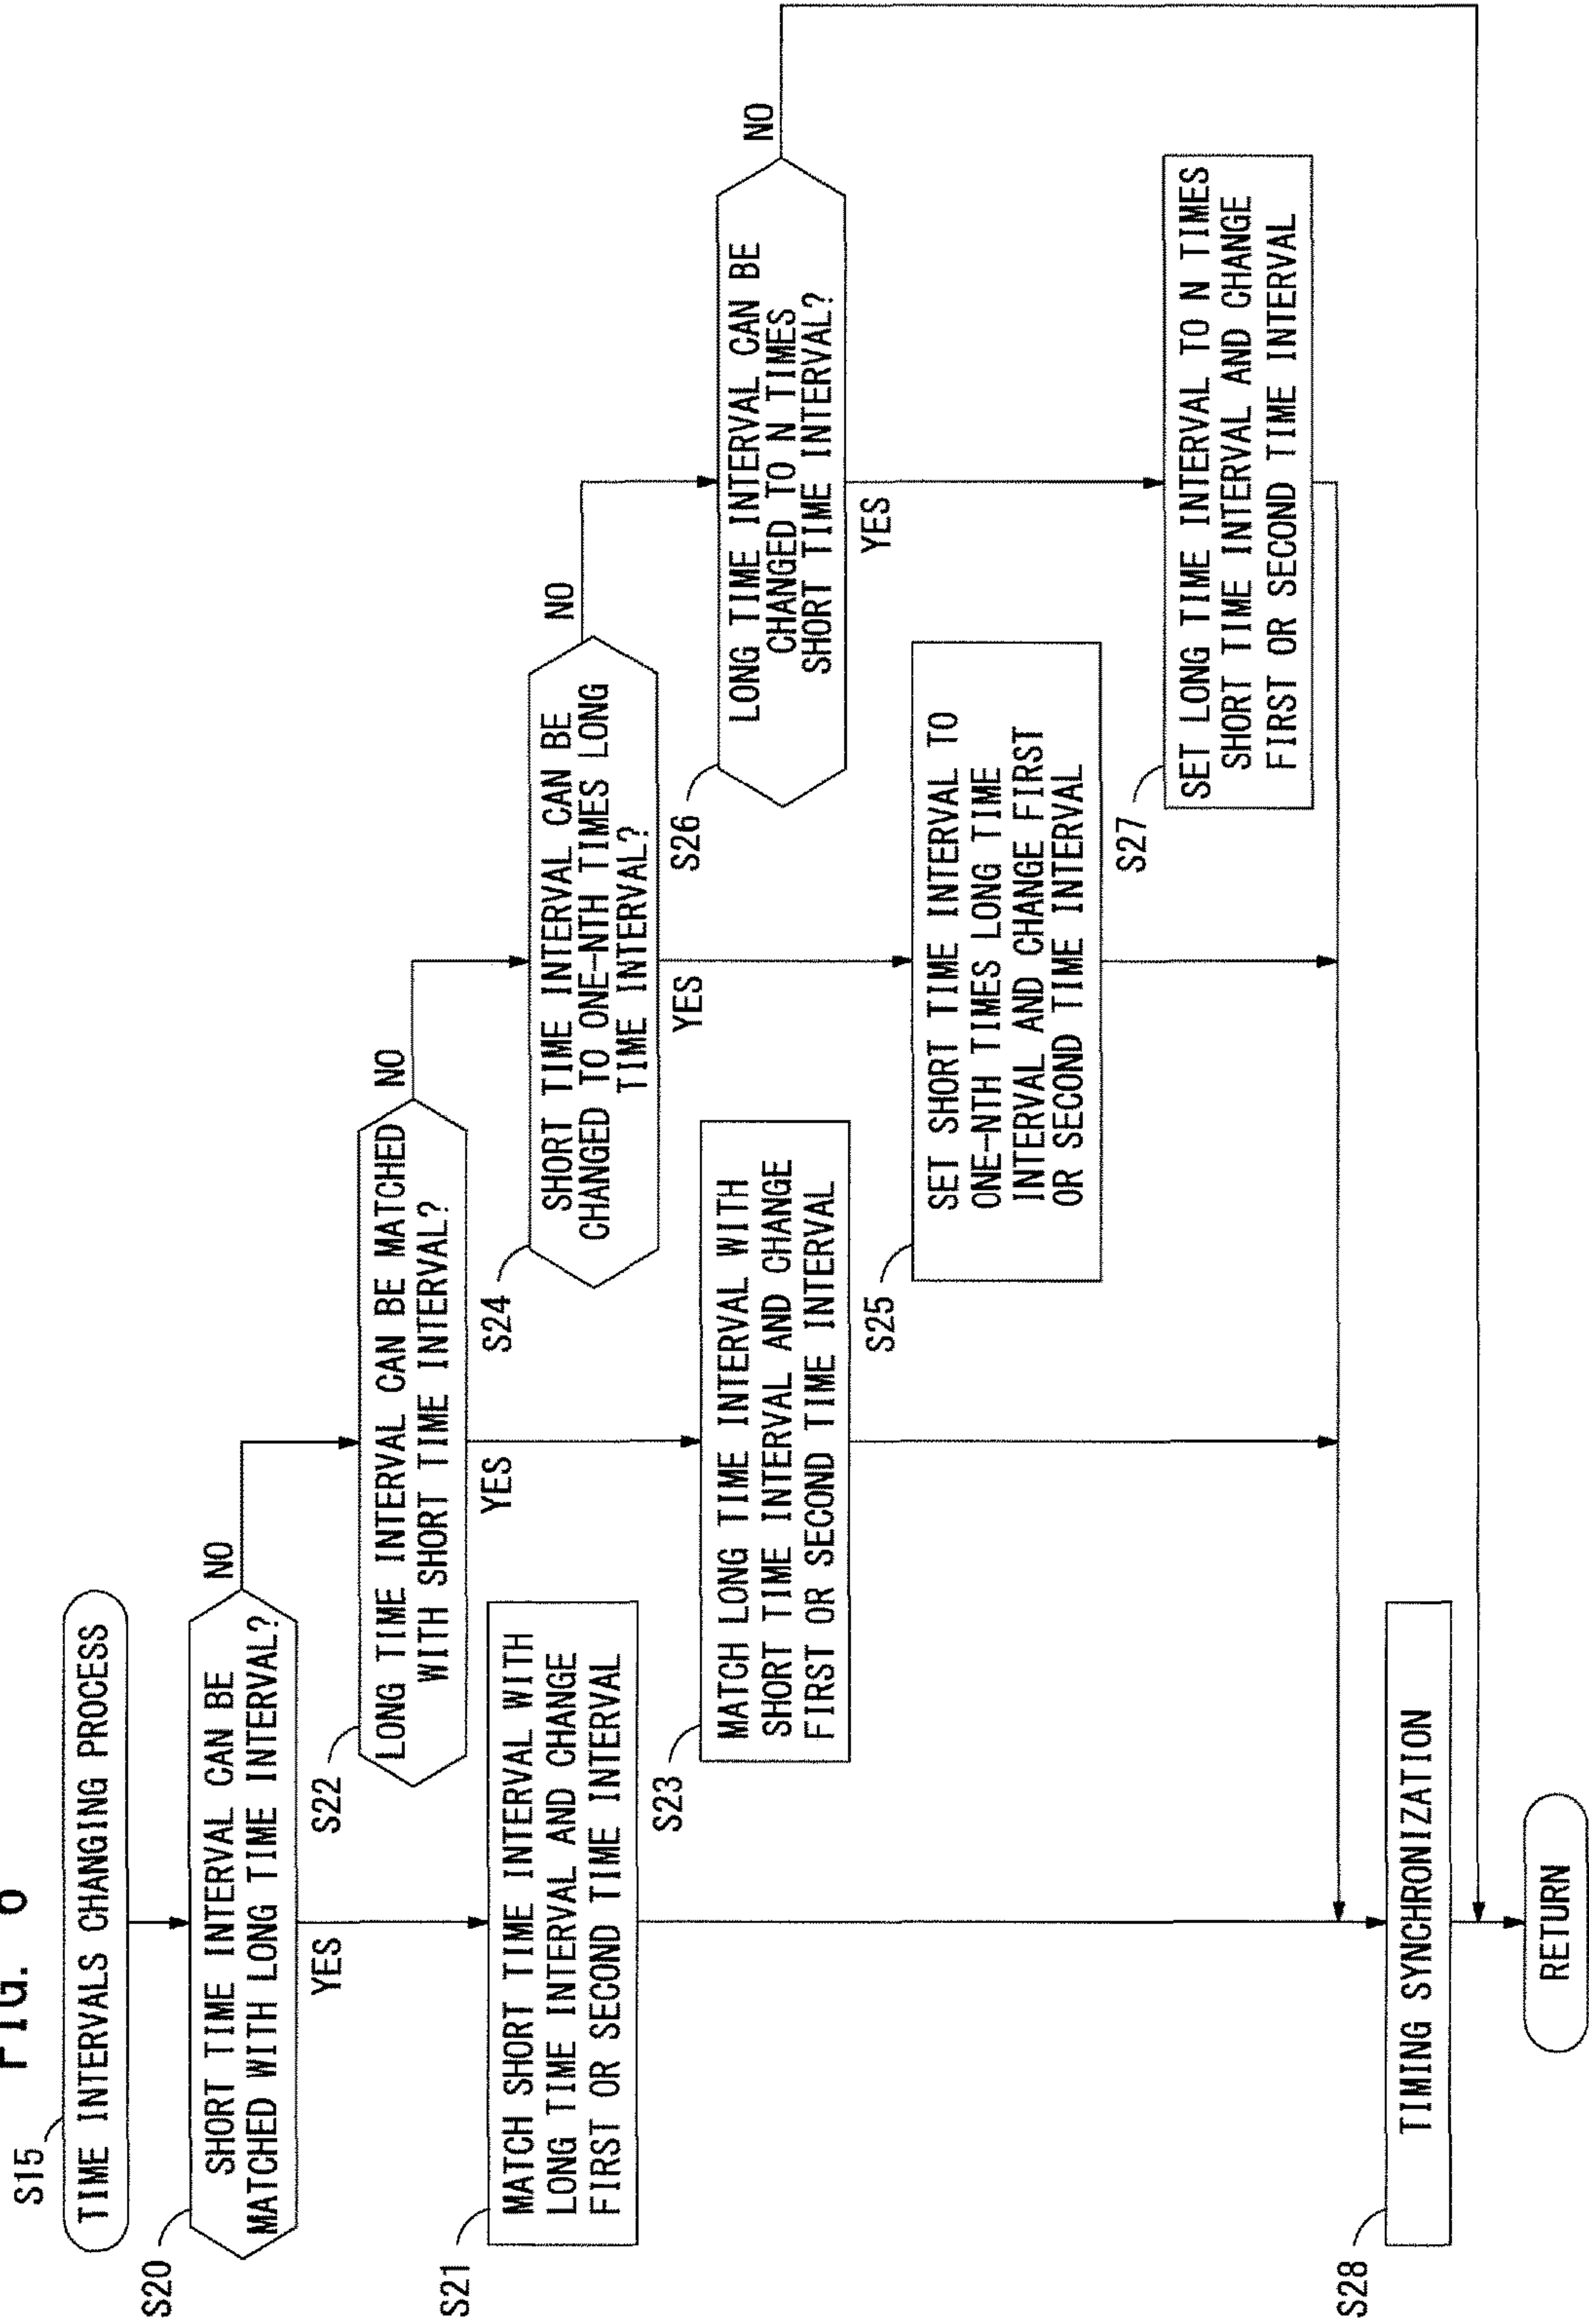 FIG. 6
S15
TIME INTERVALS CHANGING PROCESS
S20
SHORT TIME INTERVAL CAN BE
MATCHED WITH LONG TIME INTERVAL?
NO
YES
S21
MATCH SHORT TIME INTERVAL WITH
LONG TIME INTERVAL AND CHANGE
FIRST OR SECOND TIME INTERVAL
S22
LONG TIME INTERVAL CAN BE MATCHED
WITH SHORT TIME INTERVAL?
NO
YES
S23
MATCH LONG TIME INTERVAL WITH
SHORT TIME INTERVAL AND CHANGE
FIRST OR SECOND TIME INTERVAL
S24
SHORT TIME INTERVAL CAN BE
CHANGED TO ONE-NTH TIMES LONG
TIME INTERVAL?
NO
YES
S25
SET SHORT TIME INTERVAL TO
ONE-NTH TIMES LONG TIME
INTERVAL AND CHANGE FIRST
OR SECOND TIME INTERVAL
S26
LONG TIME INTERVAL CAN BE
CHANGED TO N TIMES
SHORT TIME INTERVAL?
NO
YES
S27
SET LONG TIME INTERVAL TO N TIMES
SHORT TIME INTERVAL AND CHANGE
FIRST OR SECOND TIME INTERVAL
S28
TIMING SYNCHRONIZATION
RETURN